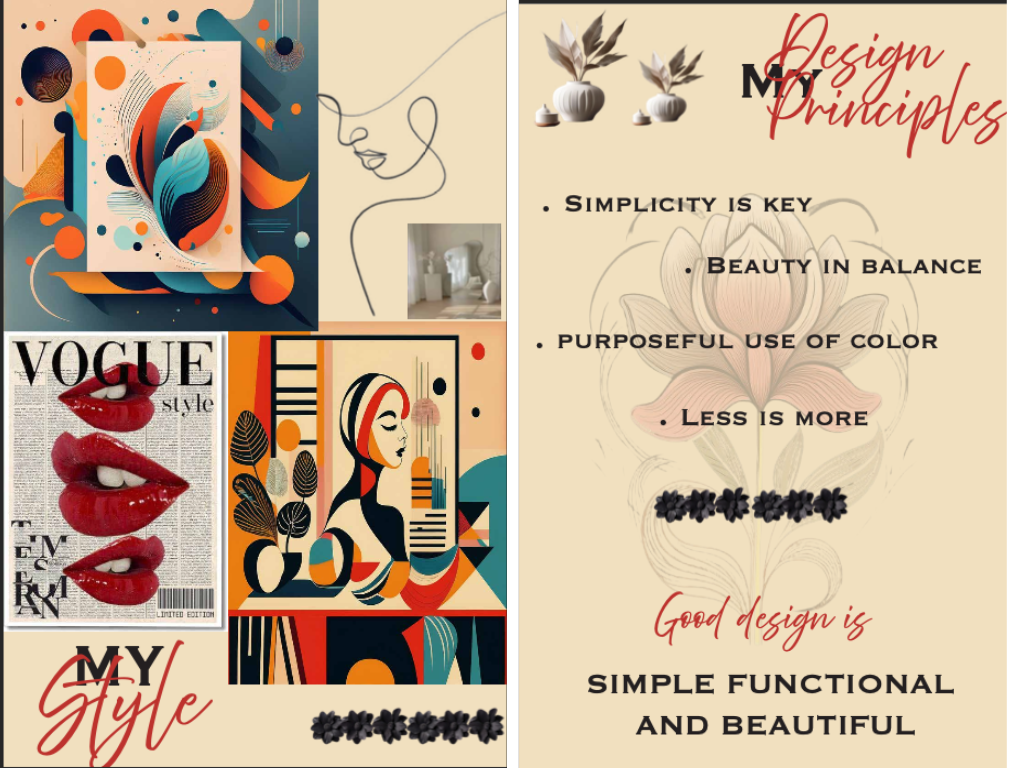 VOGUE
style
LIMITED EDITION
MY
Style
My
Design
Principles
. Simplicity is key
. Beauty in balance
. purposeful use of color
. Less is more
Good design is
SIMPLE FUNCTIONAL
AND BEAUTIFUL